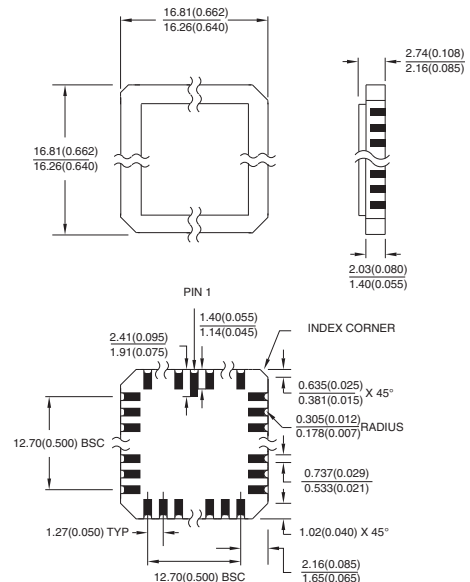 16.81(0.662)
16.26(0.640)
2.74(0.108)
2.16(0.085)
16.81(0.662)
16.26(0.640)
2.03(0.080)
1.40(0.055)
PIN 1
1.40(0.055)
1.14(0.045)
INDEX CORNER
2.41(0.095)
1.91(0.075)
0.635(0.025)
0.381(0.015) X 45°
0.305(0.012)
0.178(0.007) RADIUS
12.70(0.500) BSC
0.737(0.029)
0.533(0.021)
1.27(0.050) TYP
1.02(0.040) X 45°
12.70(0.500) BSC
2.16(0.085)
1.65(0.065)